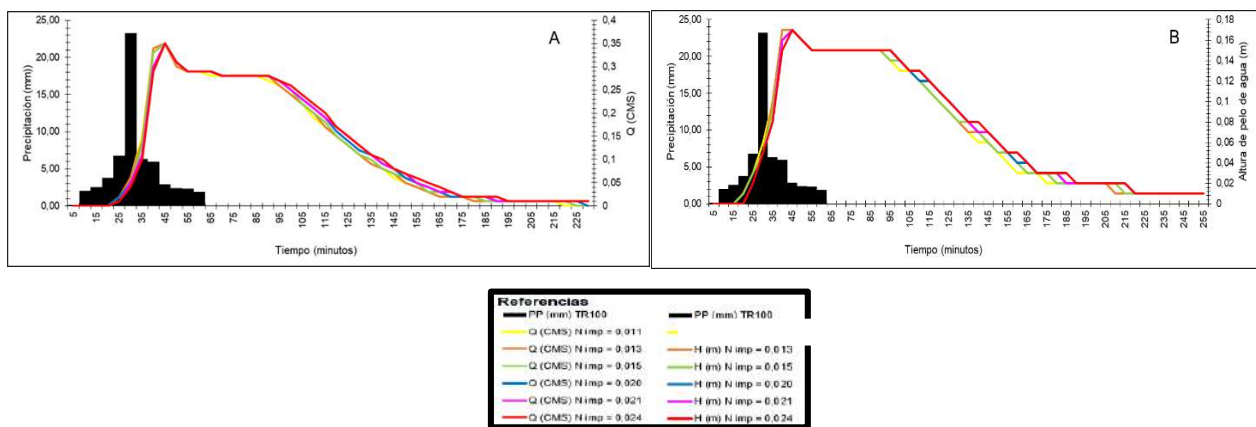 A
Precipitación (mm))
25,00
20,00
15,00
10,00
5,00
0,00
0,4
0,35
0,3
0,25
0,2
0,15
0,1
0,05
0
Q (CMS)
5 15 25 35 45 55 65 75 85 95 105 115 125 135 145 155 165 175 185 195 205 215 225
Tiempo (minutos)
B
Precipitación (mm))
25,00
20,00
15,00
10,00
5,00
0,00
0,18
0,16
0,14
0,12
0,1
0,08
0,06
0,04
0,02
0
Altura de pelo de agua (m)
5 15 25 35 45 55 65 75 85 95 105 115 125 135 145 155 165 175 185 195 205 215 225 235 245 255
Tiempo (minutos)
Referencias
PP (mm) TR100 PP (mm) TR100
Q (CMS) N imp = 0,011
Q (CMS) N imp = 0,013 H (m) N imp = 0,013
Q (CMS) N imp = 0,015 H (m) N imp = 0,015
Q (CMS) N imp = 0,020 H (m) N imp = 0,020
Q (CMS) N imp = 0,021 H (m) N imp = 0,021
Q (CMS) N imp = 0,024 H (m) N imp = 0,024